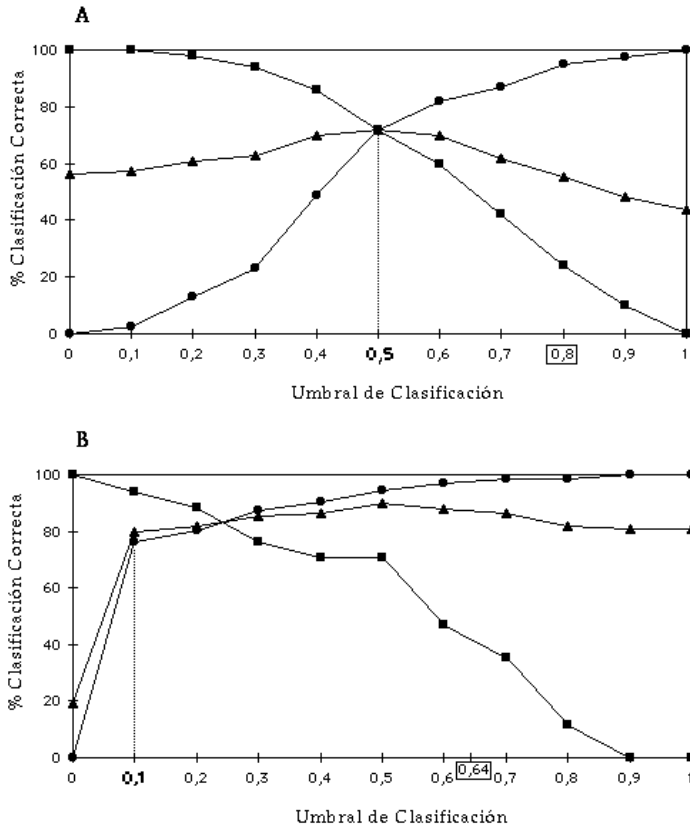 A
100
80
60
40
20
0
% Clasificación Correcta
0 0,1 0,2 0,3 0,4 0,5 0,6 0,7 0,8 0,9 1
Umbral de Clasificación
B
100
80
60
40
20
0
% Clasificación Correcta
0 0,1 0,2 0,3 0,4 0,5 0,6 0,64 0,7 0,8 0,9 1
Umbral de Clasificación